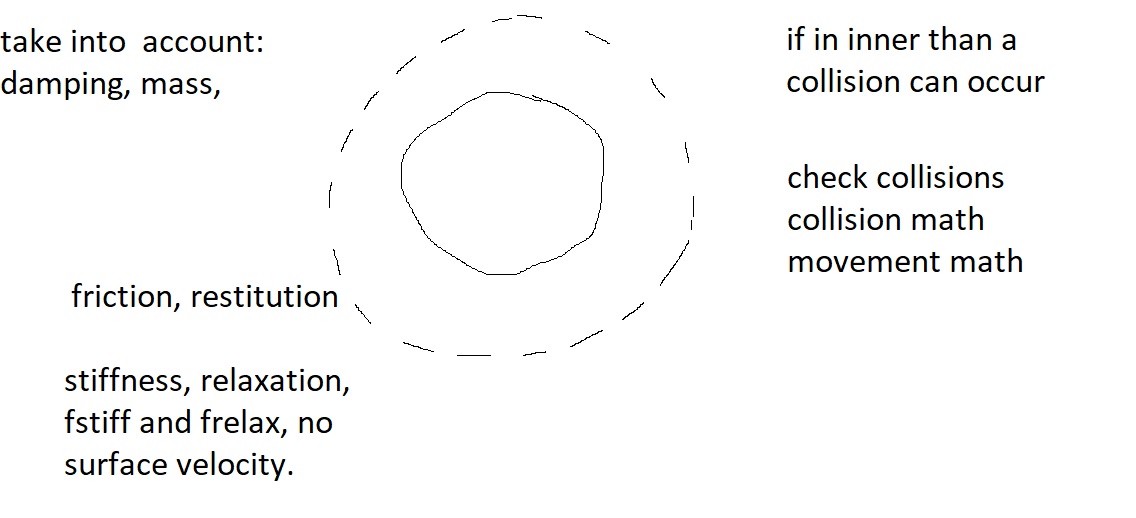 take into  account:
damping, mass,
friction, restitution
stiffness, relaxation,
fstiff and frelax, no
surface velocity.
if in inner than a
collision can occur
check collisions
collision math
movement math